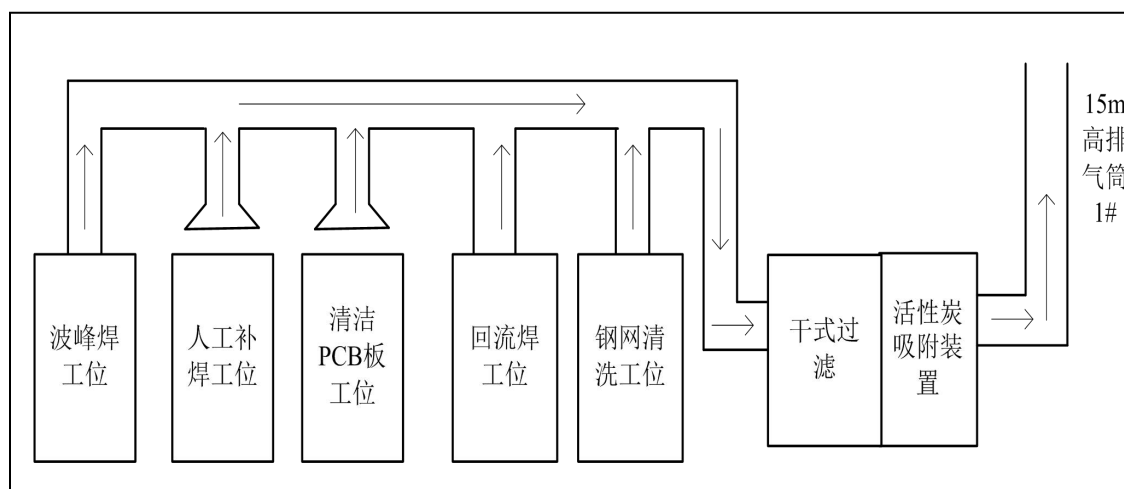 15m
高排
气筒
1#
波峰焊
工位
人工补
焊工位
清洁
PCB板
工位
回流焊
工位
钢网清
洗工位
干式过
滤
活性炭
吸附装
置